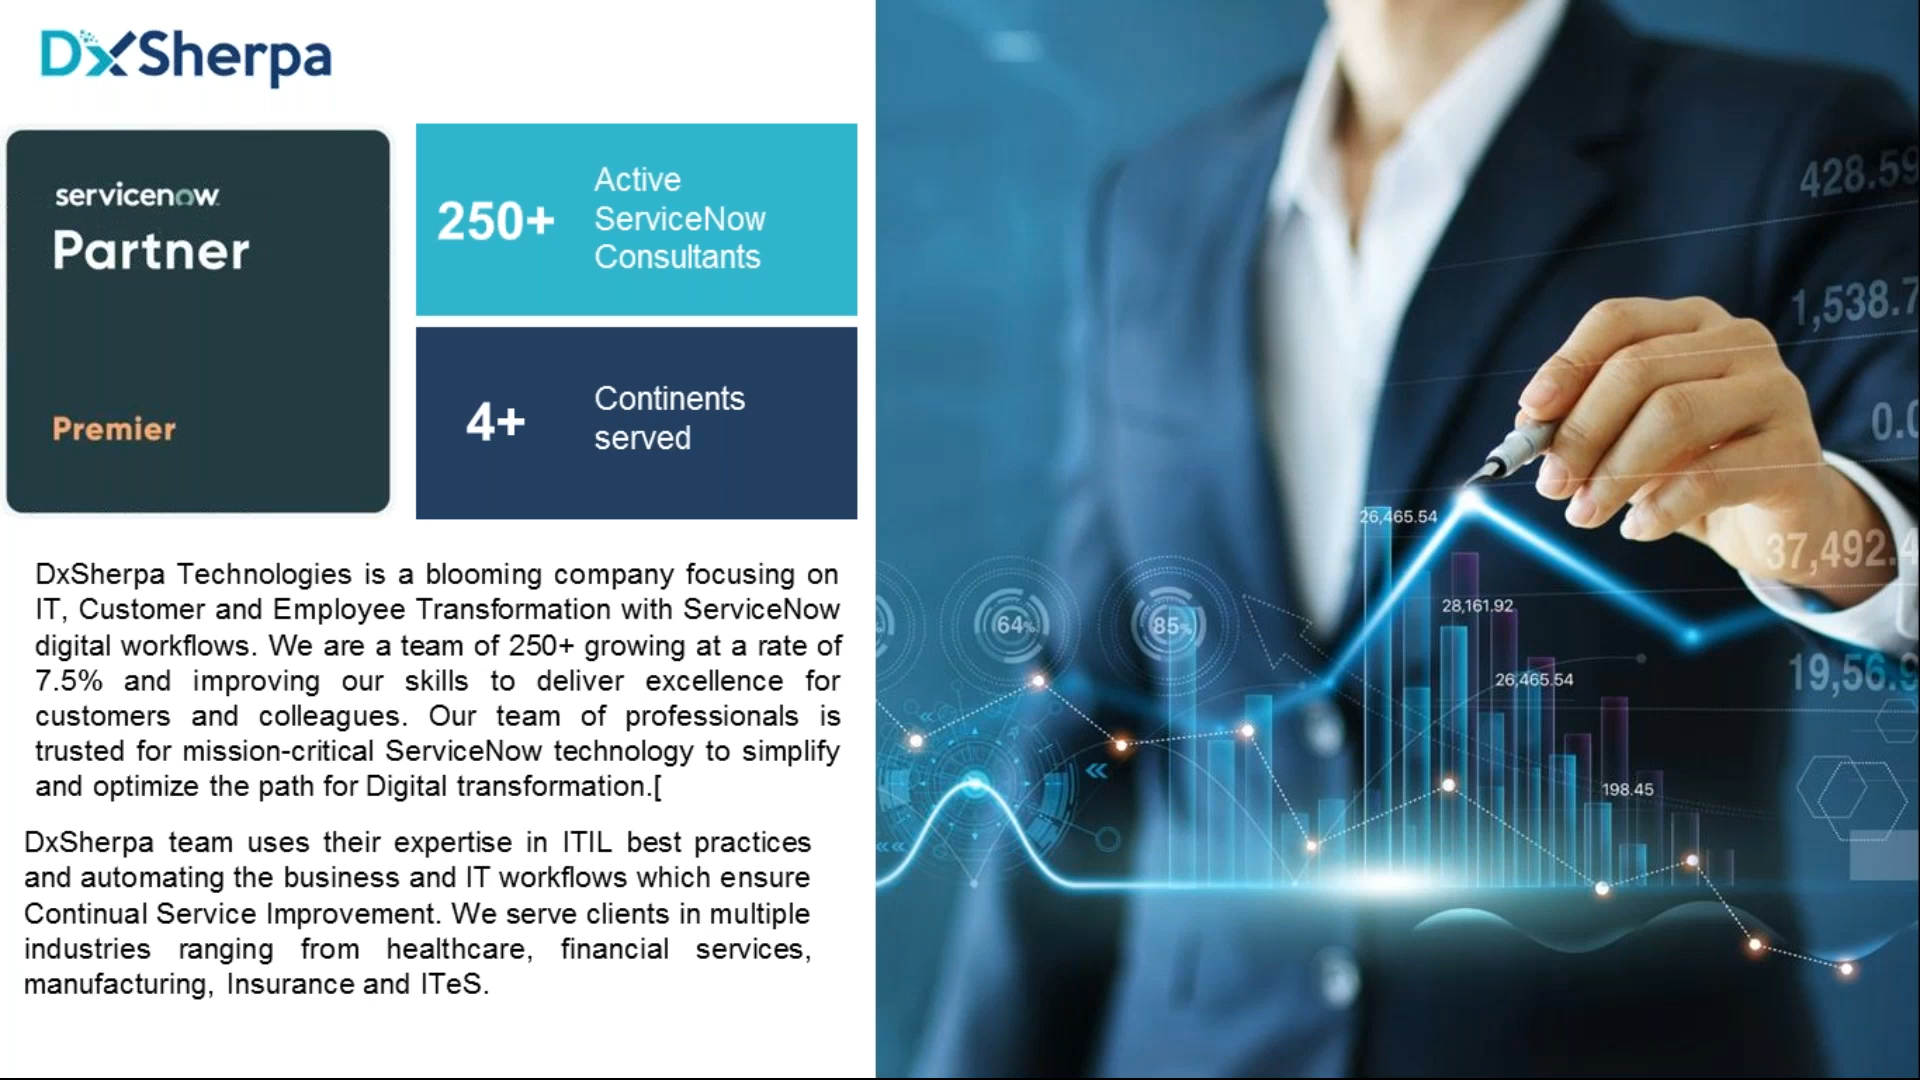 DxSherpa
servicenow
Partner
Premier
250+
Active
ServiceNow
Consultants
4+
Continents
served
DxSherpa Technologies is a blooming company focusing on
IT, Customer and Employee Transformation with ServiceNow
digital workflows. We are a team of 250+ growing at a rate of
7.5% and improving our skills to deliver excellence for
customers and colleagues. Our team of professionals is
trusted for mission-critical ServiceNow technology to simplify
and optimize the path for Digital transformation.[
DxSherpa team uses their expertise in ITIL best practices
and automating the business and IT workflows which ensure
Continual Service Improvement. We serve clients in multiple
industries ranging from healthcare, financial services,
manufacturing, Insurance and ITeS.
428.59
1,538.7
0.0
37,492.4
19,56.9
26,465.54
28,161.92
26,465.54
198.45
64%
85%